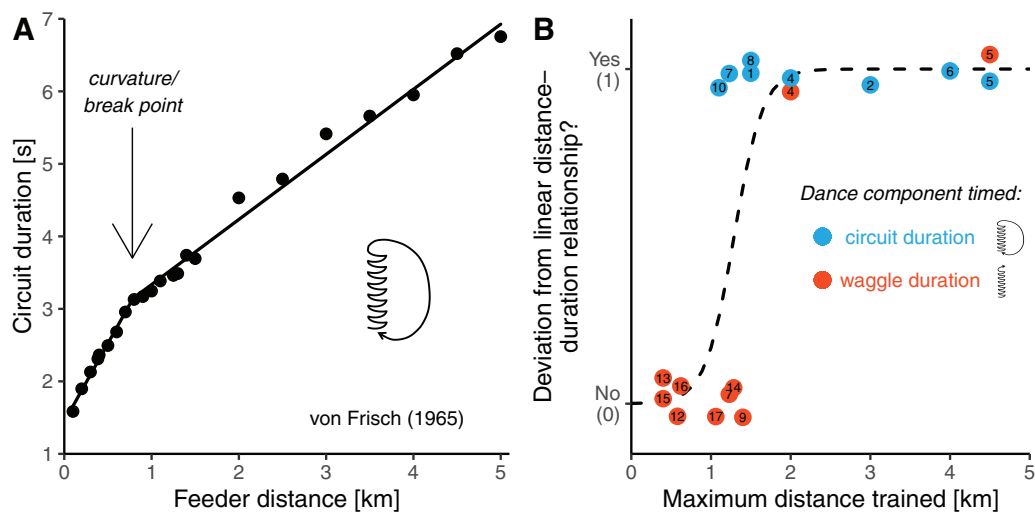 A
7
6
5
4
3
2
1
0
1
2
3
4
5
Circuit duration [s]
Feeder distance [km]
curvature/
break point
von Frisch (1965)
B
Deviation from linear distance–
duration relationship?
Yes
(1)
No
(0)
8
7
1
10
4
4
2
6
5
5
Dance component timed:
circuit duration
waggle duration
13
16
14
15
7
12
17
9
0
1
2
3
4
5
Maximum distance trained [km]